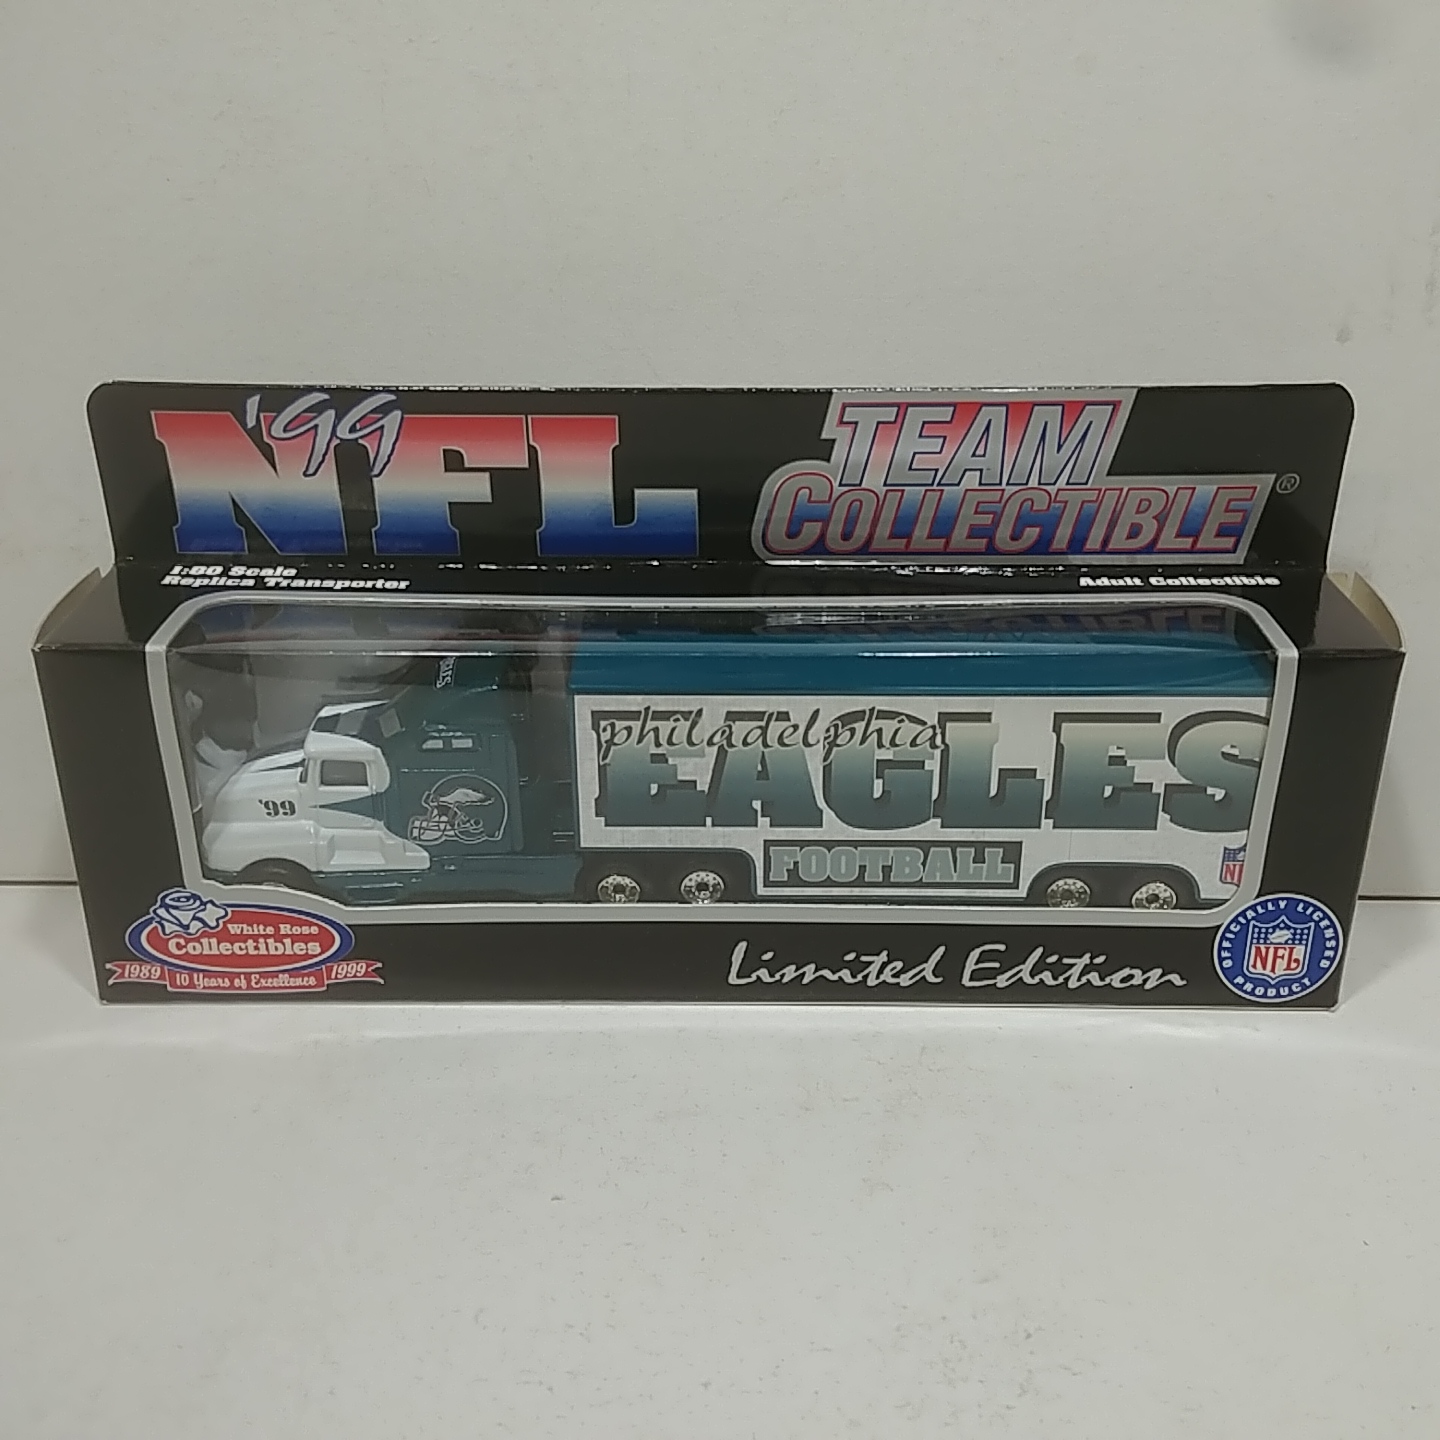 '99
NFL
TEAM
COLLECTIBLE®
1:80 Scale
Replica Transporter
Adult Collectible
philadelphia
EAGLES
'99
FOOTBALL
NFL
White Rose
Collectibles
1989 10 Years of Excellence 1999
Limited Edition
OFFICIALLY LICENSED
NFL
PRODUCT